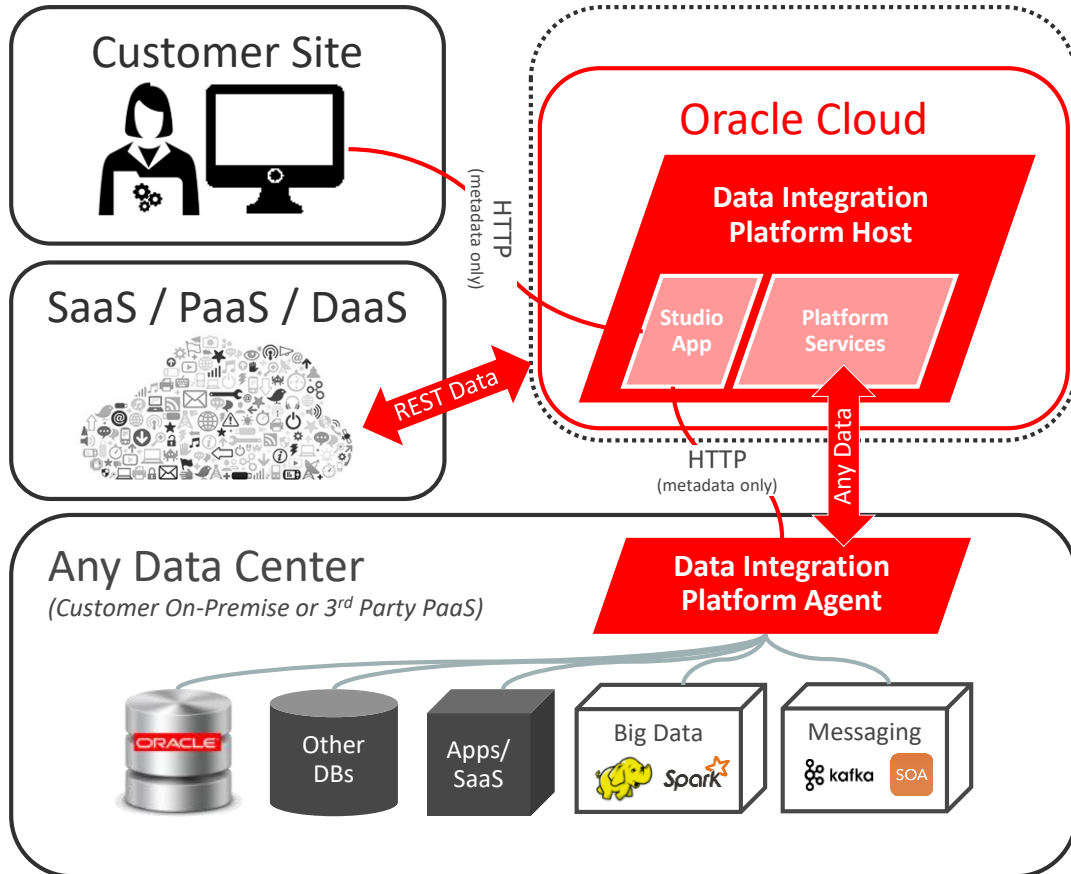 Customer Site
Oracle Cloud
Data Integration
Platform Host
Studio
App
Platform
Services
HTTP
(metadata only)
SaaS / PaaS / DaaS
REST Data
HTTP
(metadata only)
Any Data
Any Data Center
(Customer On-Premise or 3rd Party PaaS)
Data Integration
Platform Agent
ORACLE
Other
DBs
Apps/
SaaS
Big Data
Spark
Messaging
kafka
SOA